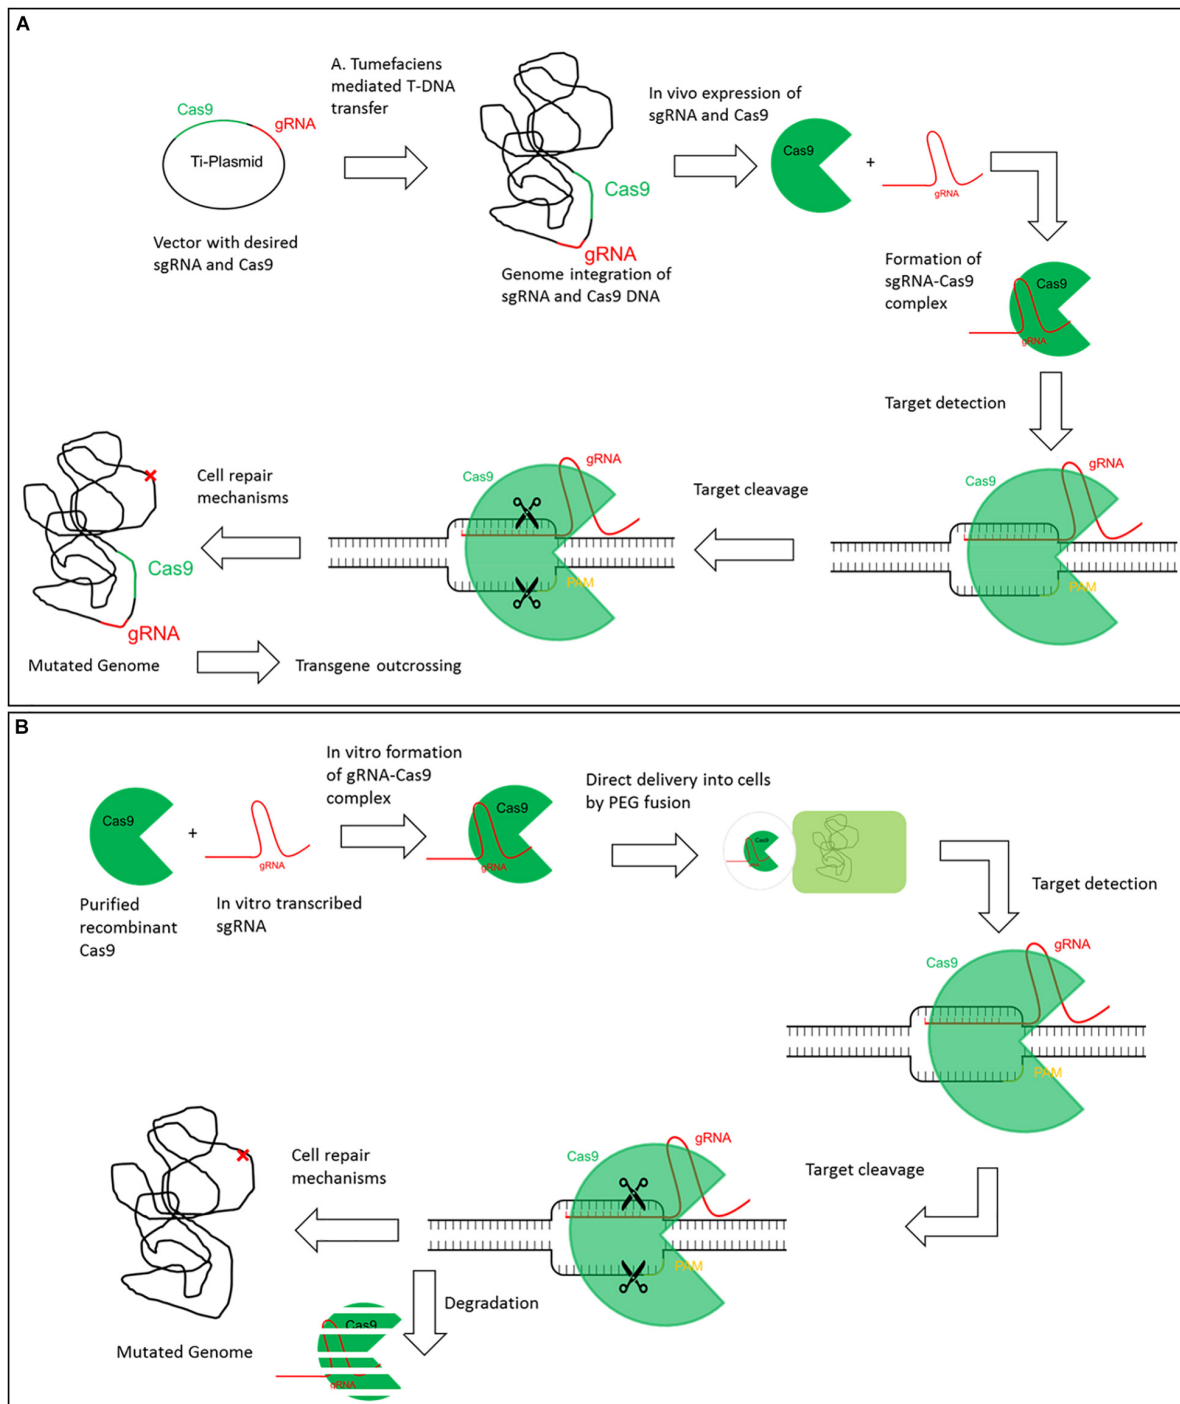 A
Cas9
gRNA
Ti-Plasmid
Vector with desired
sgRNA and Cas9
A. Tumefaciens
mediated T-DNA
transfer
Cas9
gRNA
Genome integration of
sgRNA and Cas9 DNA
In vivo expression of
sgRNA and Cas9
Cas9
+
gRNA
Formation of
sgRNA-Cas9
complex
Cas9
gRNA
Target detection
Cas9
gRNA
PAM
Target cleavage
Cas9
gRNA
PAM
Cell repair
mechanisms
Cas9
gRNA
Mutated Genome
Transgene outcrossing
B
Cas9
+
gRNA
Purified
recombinant
Cas9
In vitro transcribed
sgRNA
In vitro formation
of gRNA-Cas9
complex
Cas9
gRNA
Direct delivery into cells
by PEG fusion
Cas9
Target detection
Cas9
gRNA
PAM
Target cleavage
Cas9
gRNA
PAM
Cell repair
mechanisms
Mutated Genome
Degradation
Cas9
gRNA